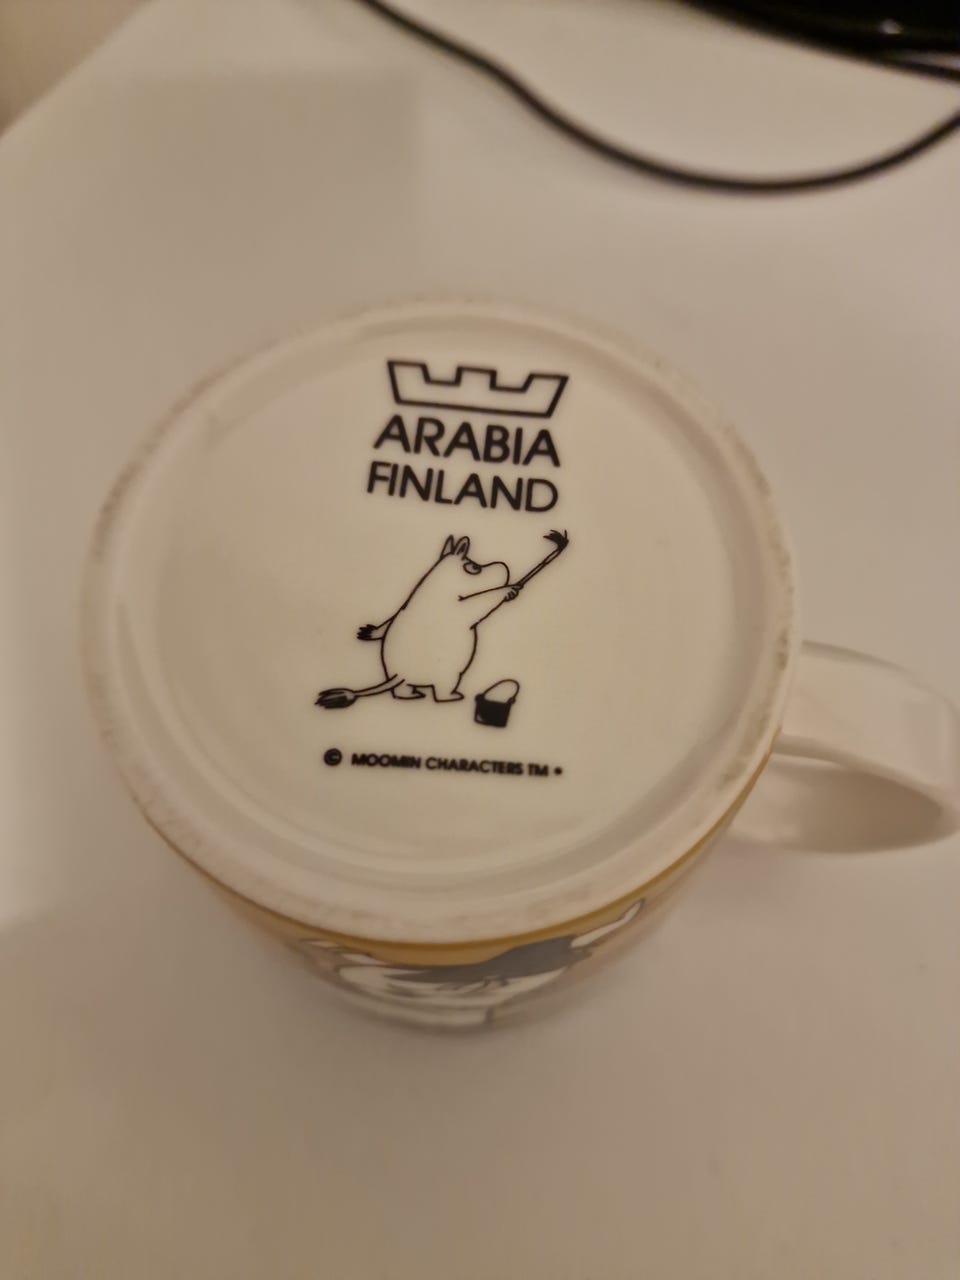 ARABIA
FINLAND
© MOOMIN CHARACTERS TM •